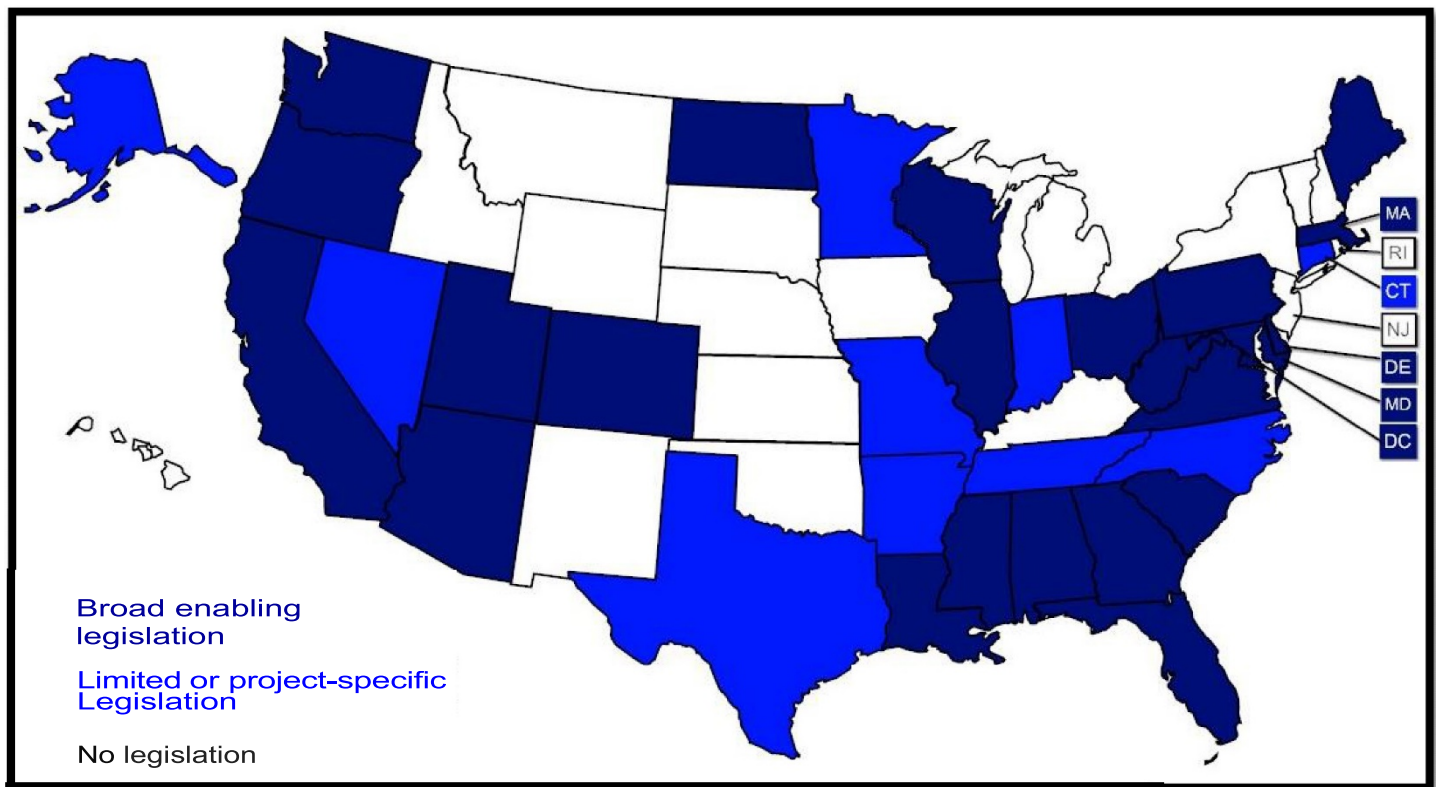 MA
RI
CT
NJ
DE
MD
DC
Broad enabling
legislation
Limited or project-specific
Legislation
No legislation